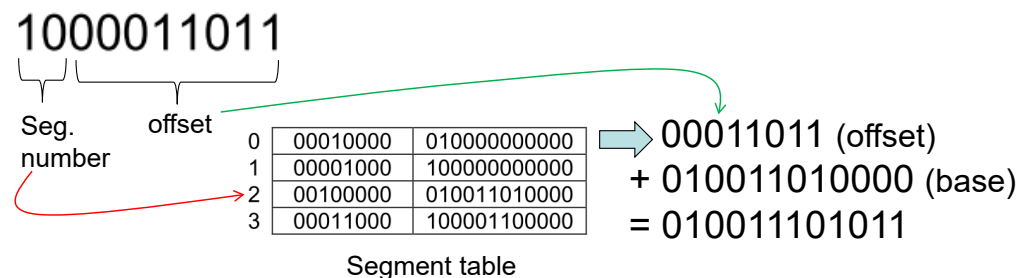 1000011011
Seg. number
offset
0 00010000 010000000000
1 00001000 100000000000
2 00100000 010011010000
3 00011000 100001100000
Segment table
00011011 (offset)
+ 010011010000 (base)
= 010011101011